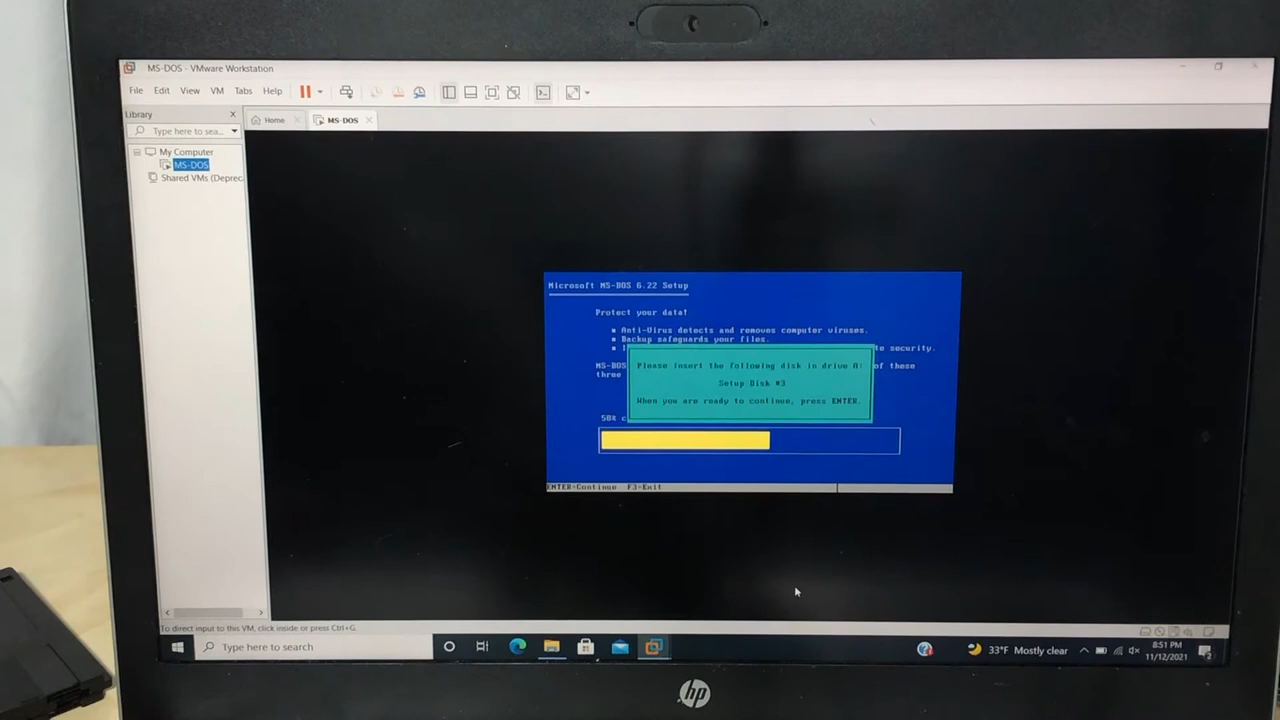 MS-DOS - VMware Workstation
File Edit View VM Tabs Help
Library
Type here to sea...
Home
MS-DOS
My Computer
MS-DOS
Shared VMs (Deprec
Microsoft MS-DOS 6.22 Setup
Protect your data!
Anti-Virus detects and removes computer viruses.
Backup safeguards your files.
te security.
MS-DOS
of these
three
Please insert the following disk in drive A:
Setup Disk #3
When you are ready to continue, press ENTER.
ENTER=Continue F3=Exit
To direct input to this VM, click inside or press Ctrl+G.
Type here to search
33°F Mostly clear
8:51 PM
11/12/2021
hp